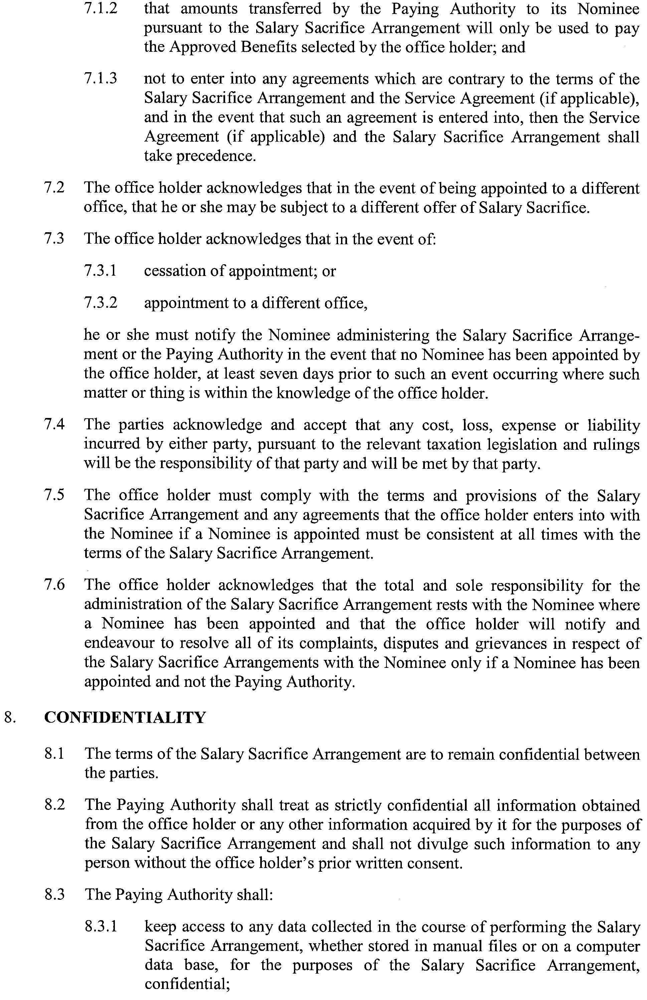 7.1.2 that amounts transferred by the Paying Authority to its Nominee
pursuant to the Salary Sacrifice Arrangement will only be used to pay
the Approved Benefits selected by the office holder; and
7.1.3 not to enter into any agreements which are contrary to the terms of the
Salary Sacrifice Arrangement and the Service Agreement (if applicable),
and in the event that such an agreement is entered into, then the Service
Agreement (if applicable) and the Salary Sacrifice Arrangement shall
take precedence.
7.2 The office holder acknowledges that in the event of being appointed to a different
office, that he or she may be subject to a different offer of Salary Sacrifice.
7.3 The office holder acknowledges that in the event of:
7.3.1 cessation of appointment; or
7.3.2 appointment to a different office,
he or she must notify the Nominee administering the Salary Sacrifice Arrange-
ment or the Paying Authority in the event that no Nominee has been appointed by
the office holder, at least seven days prior to such an event occurring where such
matter or thing is within the knowledge of the office holder.
7.4 The parties acknowledge and accept that any cost, loss, expense or liability
incurred by either party, pursuant to the relevant taxation legislation and rulings
will be the responsibility of that party and will be met by that party.
7.5 The office holder must comply with the terms and provisions of the Salary
Sacrifice Arrangement and any agreements that the office holder enters into with
the Nominee if a Nominee is appointed must be consistent at all times with the
terms of the Salary Sacrifice Arrangement.
7.6 The office holder acknowledges that the total and sole responsibility for the
administration of the Salary Sacrifice Arrangement rests with the Nominee where
a Nominee has been appointed and that the office holder will notify and
endeavour to resolve all of its complaints, disputes and grievances in respect of
the Salary Sacrifice Arrangements with the Nominee only if a Nominee has been
appointed and not the Paying Authority.
8. CONFIDENTIALITY
8.1 The terms of the Salary Sacrifice Arrangement are to remain confidential between
the parties.
8.2 The Paying Authority shall treat as strictly confidential all information obtained
from the office holder or any other information acquired by it for the purposes of
the Salary Sacrifice Arrangement and shall not divulge such information to any
person without the office holder's prior written consent.
8.3 The Paying Authority shall:
8.3.1 keep access to any data collected in the course of performing the Salary
Sacrifice Arrangement, whether stored in manual files or on a computer
data base, for the purposes of the Salary Sacrifice Arrangement,
confidential;